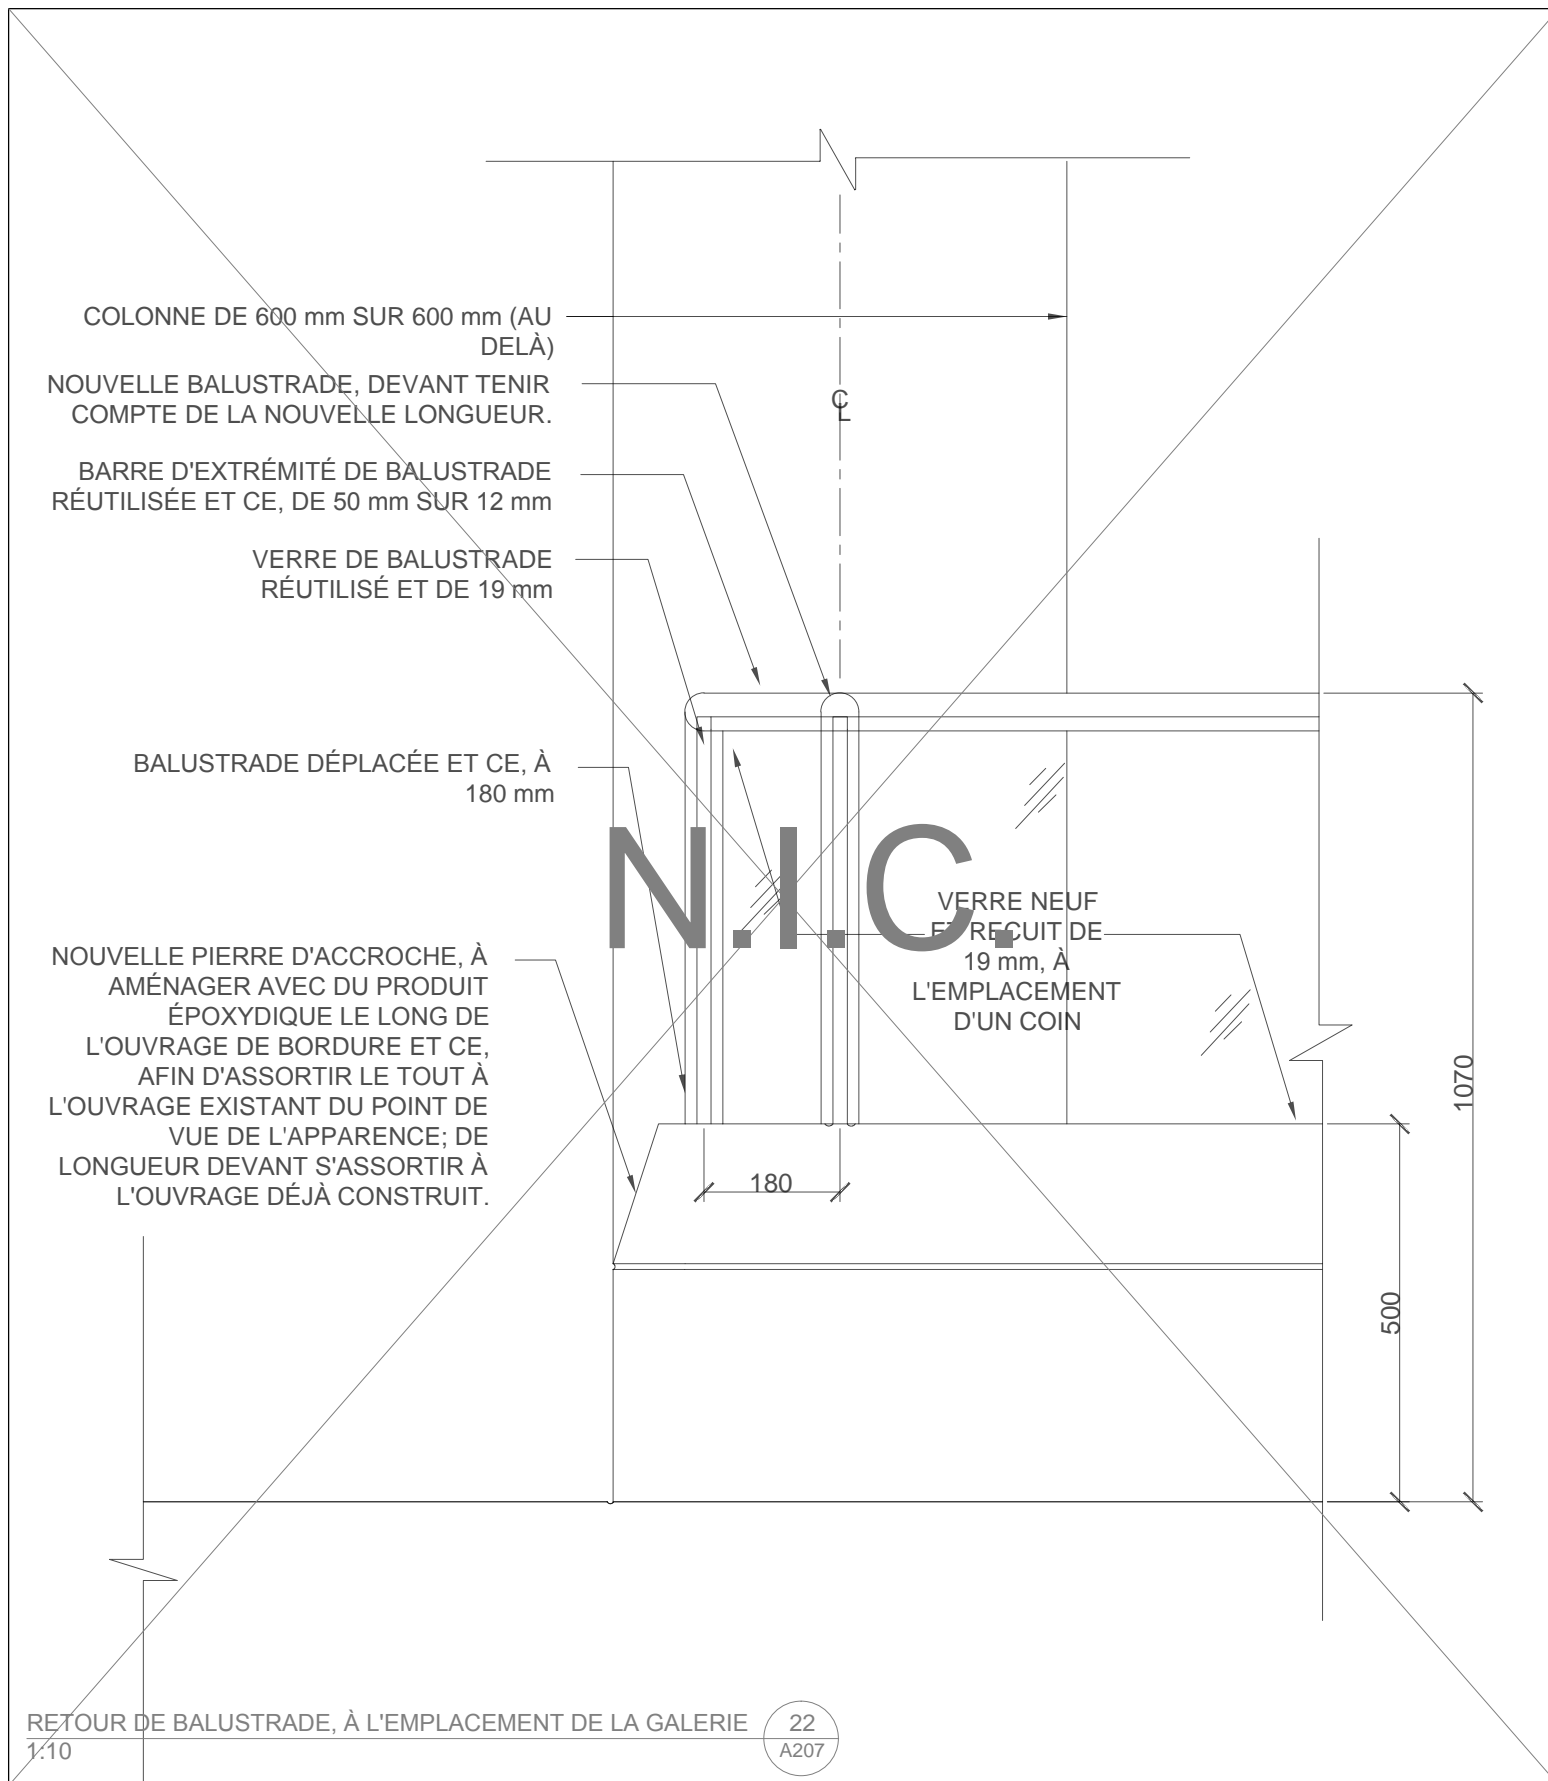 COLONNE DE 600 mm SUR 600 mm (AU
DELÀ)
NOUVELLE BALUSTRADE, DEVANT TENIR
COMPTE DE LA NOUVELLE LONGUEUR.
CL
BARRE D'EXTRÉMITÉ DE BALUSTRADE
RÉUTILISÉE ET CE, DE 50 mm SUR 12 mm
VERRE DE BALUSTRADE
RÉUTILISÉ ET DE 19 mm
BALUSTRADE DÉPLACÉE ET CE, À
180 mm
N.I.C.
VERRE NEUF
ET RECUIT DE
19 mm, À
L'EMPLACEMENT
D'UN COIN
NOUVELLE PIERRE D'ACCROCHE, À
AMÉNAGER AVEC DU PRODUIT
ÉPOXYDIQUE LE LONG DE
L'OUVRAGE DE BORDURE ET CE,
AFIN D'ASSORTIR LE TOUT À
L'OUVRAGE EXISTANT DU POINT DE
VUE DE L'APPARENCE; DE
LONGUEUR DEVANT S'ASSORTIR À
L'OUVRAGE DÉJÀ CONSTRUIT.
180
1070
500
RETOUR DE BALUSTRADE, À L'EMPLACEMENT DE LA GALERIE
1:10
22
A207